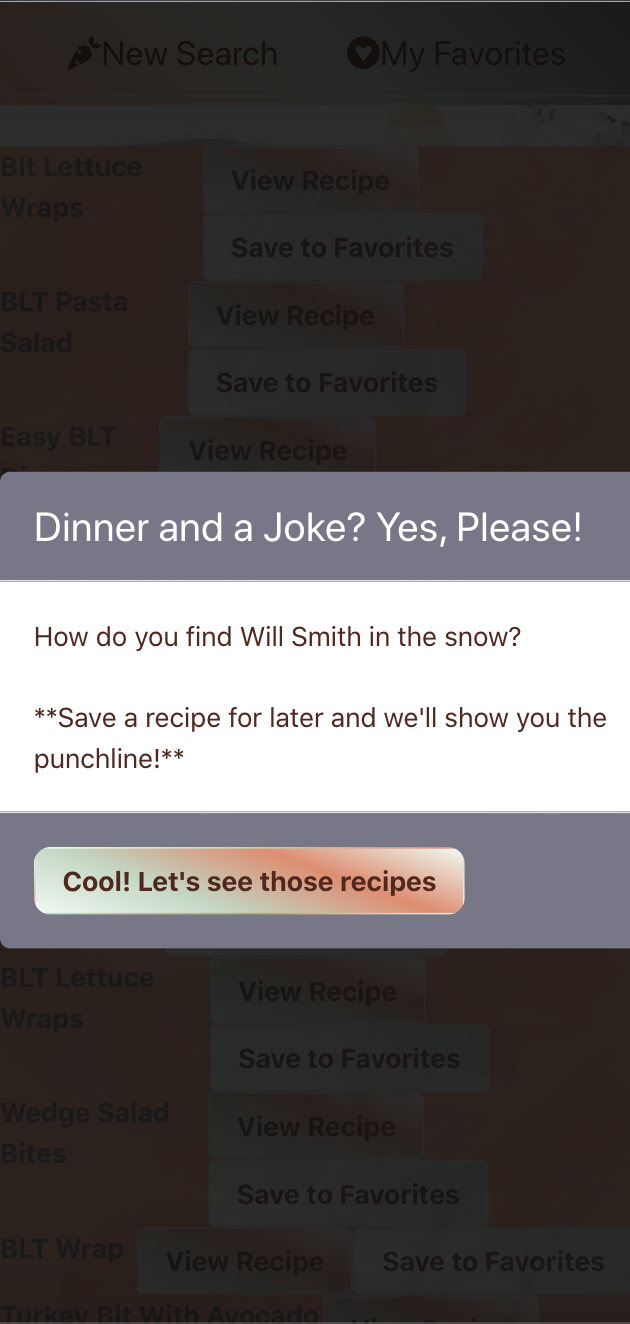 New Search My Favorites
Blt Lettuce View Recipe
Wraps
Save to Favorites
BLT Pasta View Recipe
Salad
Save to Favorites
Easy BLT View Recipe
Dinner and a Joke? Yes, Please!
How do you find Will Smith in the snow?
**Save a recipe for later and we'll show you the
punchline!**
Cool! Let's see those recipes
BLT Lettuce View Recipe
Wraps
Save to Favorites
Wedge Salad View Recipe
Bites
Save to Favorites
BLT Wrap View Recipe Save to Favorites
Turkey Blt With Avocado